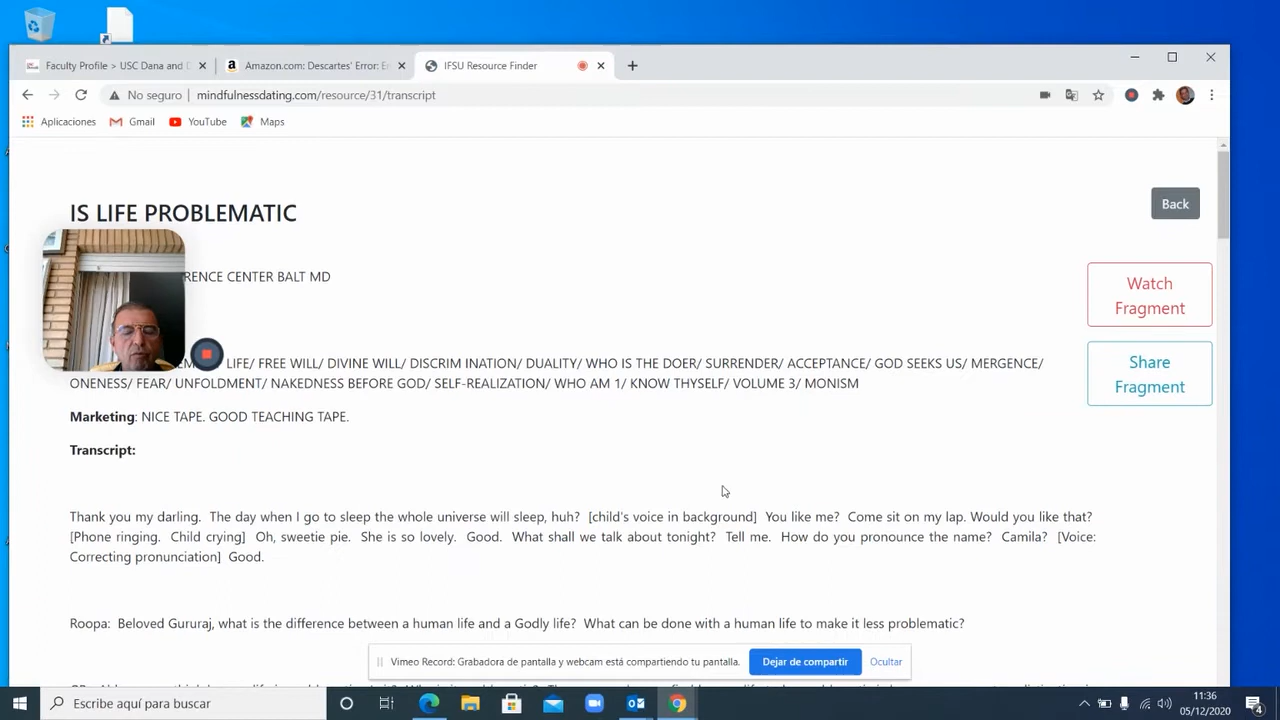 Faculty Profile > USC Dana and
Amazon.com: Descartes' Error: E
IFSU Resource Finder
No seguro
mindfulnessdating.com/resource/31/transcript
Aplicaciones
Gmail
YouTube
Maps
IS LIFE PROBLEMATIC
Back
RENCE CENTER BALT MD
Watch
Fragment
LIFE/ FREE WILL/ DIVINE WILL/ DISCRIM INATION/ DUALITY/ WHO IS THE DOER/ SURRENDER/ ACCEPTANCE/ GOD SEEKS US/ MERGENCE/
ONENESS/ FEAR/ UNFOLDMENT/ NAKEDNESS BEFORE GOD/ SELF-REALIZATION/ WHO AM 1/ KNOW THYSELF/ VOLUME 3/ MONISM
Share
Fragment
Marketing: NICE TAPE. GOOD TEACHING TAPE.
Transcript:
Thank you my darling. The day when I go to sleep the whole universe will sleep, huh? [child's voice in background] You like me? Come sit on my lap. Would you like that?
[Phone ringing. Child crying] Oh, sweetie pie. She is so lovely. Good. What shall we talk about tonight? Tell me. How do you pronounce the name? Camila? [Voice:
Correcting pronunciation] Good.
Roopa: Beloved Gururaj, what is the difference between a human life and a Godly life? What can be done with a human life to make it less problematic?
Vimeo Record: Grabadora de pantalla y webcam está compartiendo tu pantalla.
Dejar de compartir
Ocultar
Escribe aquí para buscar
11:36
05/12/2020
4